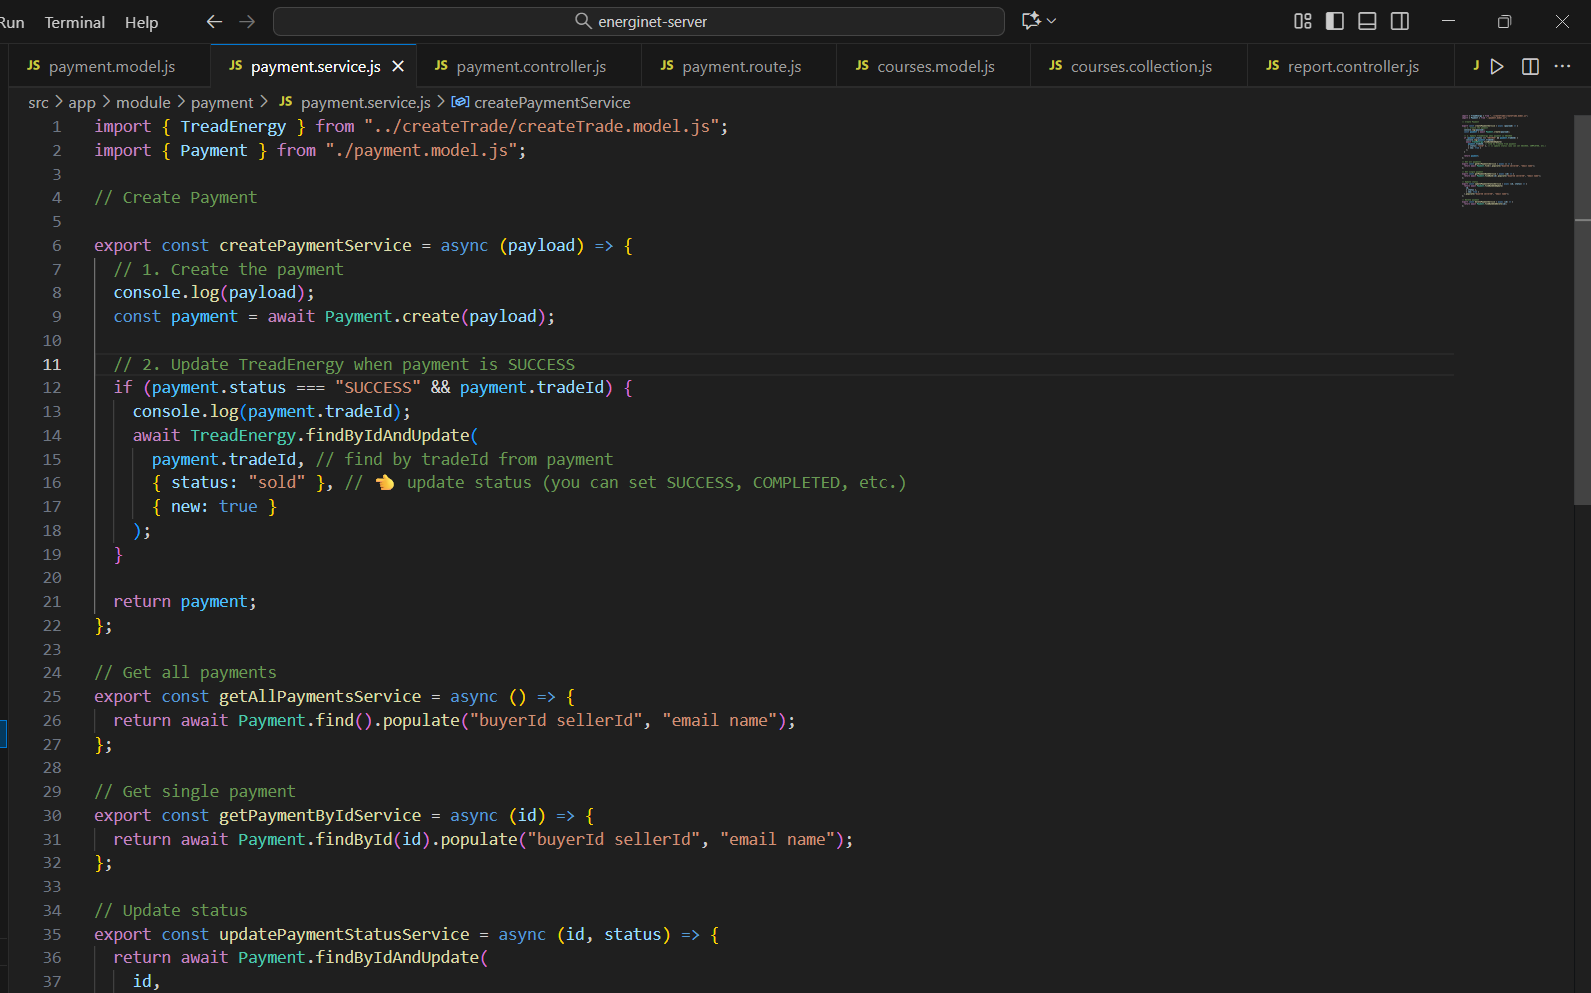 Run Terminal Help energinet-server
JS payment.model.js JS payment.service.js JS payment.controller.js JS payment.route.js JS courses.model.js JS courses.collection.js JS report.controller.js J
src > app > module > payment > JS payment.service.js > createPaymentService
1 import { TreadEnergy } from "../createTrade/createTrade.model.js";
2 import { Payment } from "./payment.model.js";
3
4 // Create Payment
5
6 export const createPaymentService = async (payload) => {
7 // 1. Create the payment
8 console.log(payload);
9 const payment = await Payment.create(payload);
10
11 // 2. Update TreadEnergy when payment is SUCCESS
12 if (payment.status === "SUCCESS" && payment.tradeId) {
13 console.log(payment.tradeId);
14 await TreadEnergy.findByIdAndUpdate(
15 payment.tradeId, // find by tradeId from payment
16 { status: "sold" }, // 👈 update status (you can set SUCCESS, COMPLETED, etc.)
17 { new: true }
18 );
19 }
20
21 return payment;
22 };
23
24 // Get all payments
25 export const getAllPaymentsService = async () => {
26 return await Payment.find().populate("buyerId sellerId", "email name");
27 };
28
29 // Get single payment
30 export const getPaymentByIdService = async (id) => {
31 return await Payment.findById(id).populate("buyerId sellerId", "email name");
32 };
33
34 // Update status
35 export const updatePaymentStatusService = async (id, status) => {
36 return await Payment.findByIdAndUpdate(
37 id,